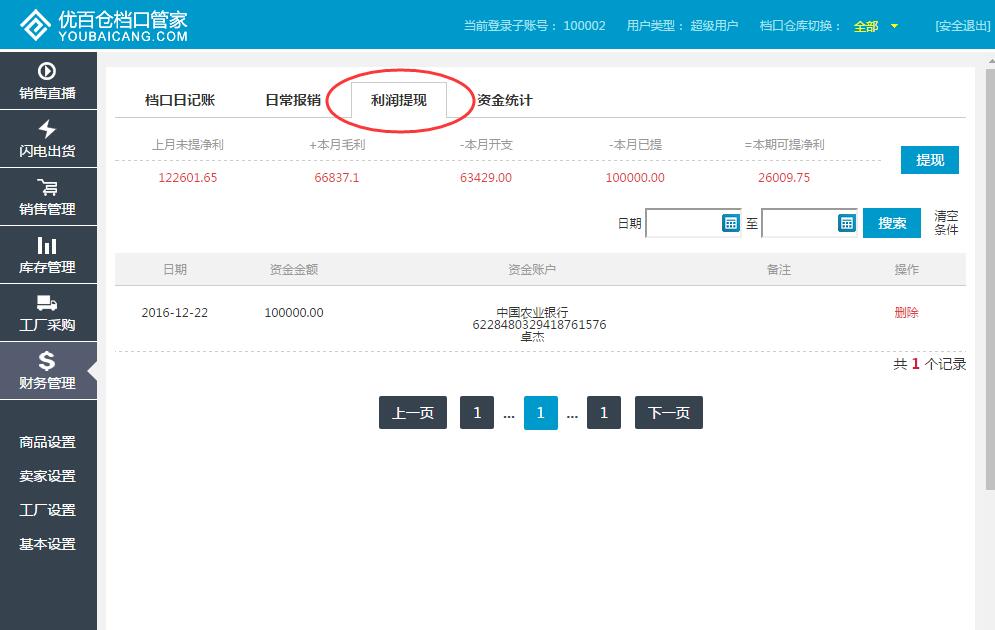 优百仓档口管家
YOUBAICANG.COM
当前登录子账号： 100002 用户类型： 超级用户 档口仓库切换： 全部 [安全退出]
销售直播
闪电出货
销售管理
库存管理
工厂采购
财务管理
商品设置
卖家设置
工厂设置
基本设置
档口日记账 日常报销 利润提现 资金统计
上月未提净利 +本月毛利 -本月开支 -本月已提 =本期可提净利
122601.65 66837.1 63429.00 100000.00 26009.75
提现
日期 至 搜索 清空
条件
日期 资金金额 资金账户 备注 操作
2016-12-22 100000.00 中国农业银行 删除
6228480329418761576
卓杰
共 1 个记录
上一页 1 ... 1 ... 1 下一页